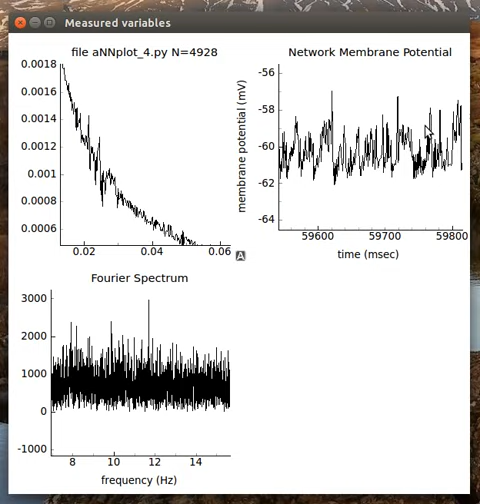 Measured variables
file aNNplot_4.py N=4928
0.0018
0.0016
0.0014
0.0012
0.001
0.0008
0.0006
0.02 0.04 0.06
A
Network Membrane Potential
membrane potential (mV)
-56
-58
-60
-62
-64
59600 59700 59800
time (msec)
Fourier Spectrum
3000
2000
1000
0
-1000
8 10 12 14
frequency (Hz)